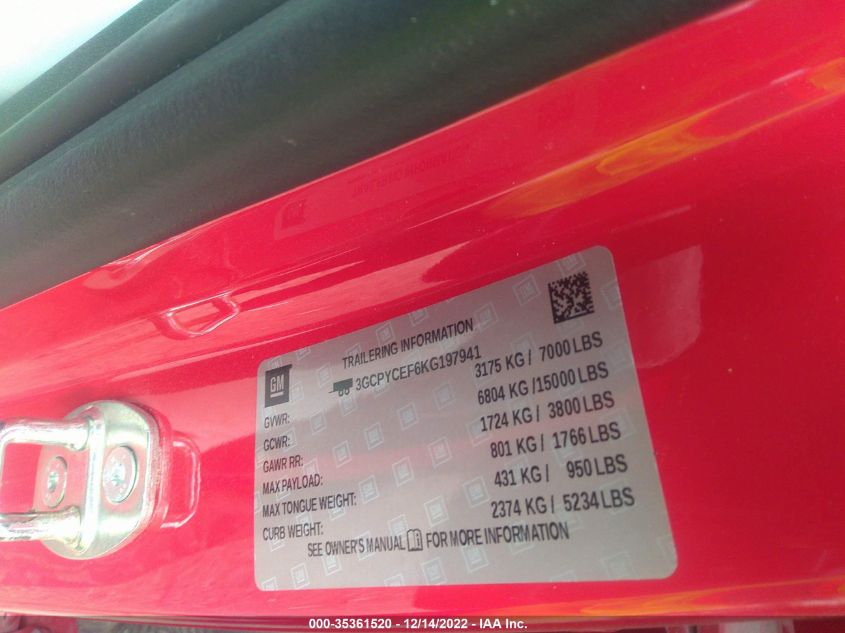 TRAILERING INFORMATION
GM
TRAILERING INFORMATION
3GCPYCEF6KG197941
GVWR: 3175 KG / 7000 LBS
GCWR: 6804 KG /15000 LBS
GAWR RR: 1724 KG / 3800 LBS
MAX PAYLOAD: 801 KG / 1766 LBS
MAX TONGUE WEIGHT: 431 KG / 950 LBS
CURB WEIGHT: 2374 KG / 5234 LBS
SEE OWNER'S MANUAL FOR MORE INFORMATION
000-35361520 - 12/14/2022 - IAA Inc.